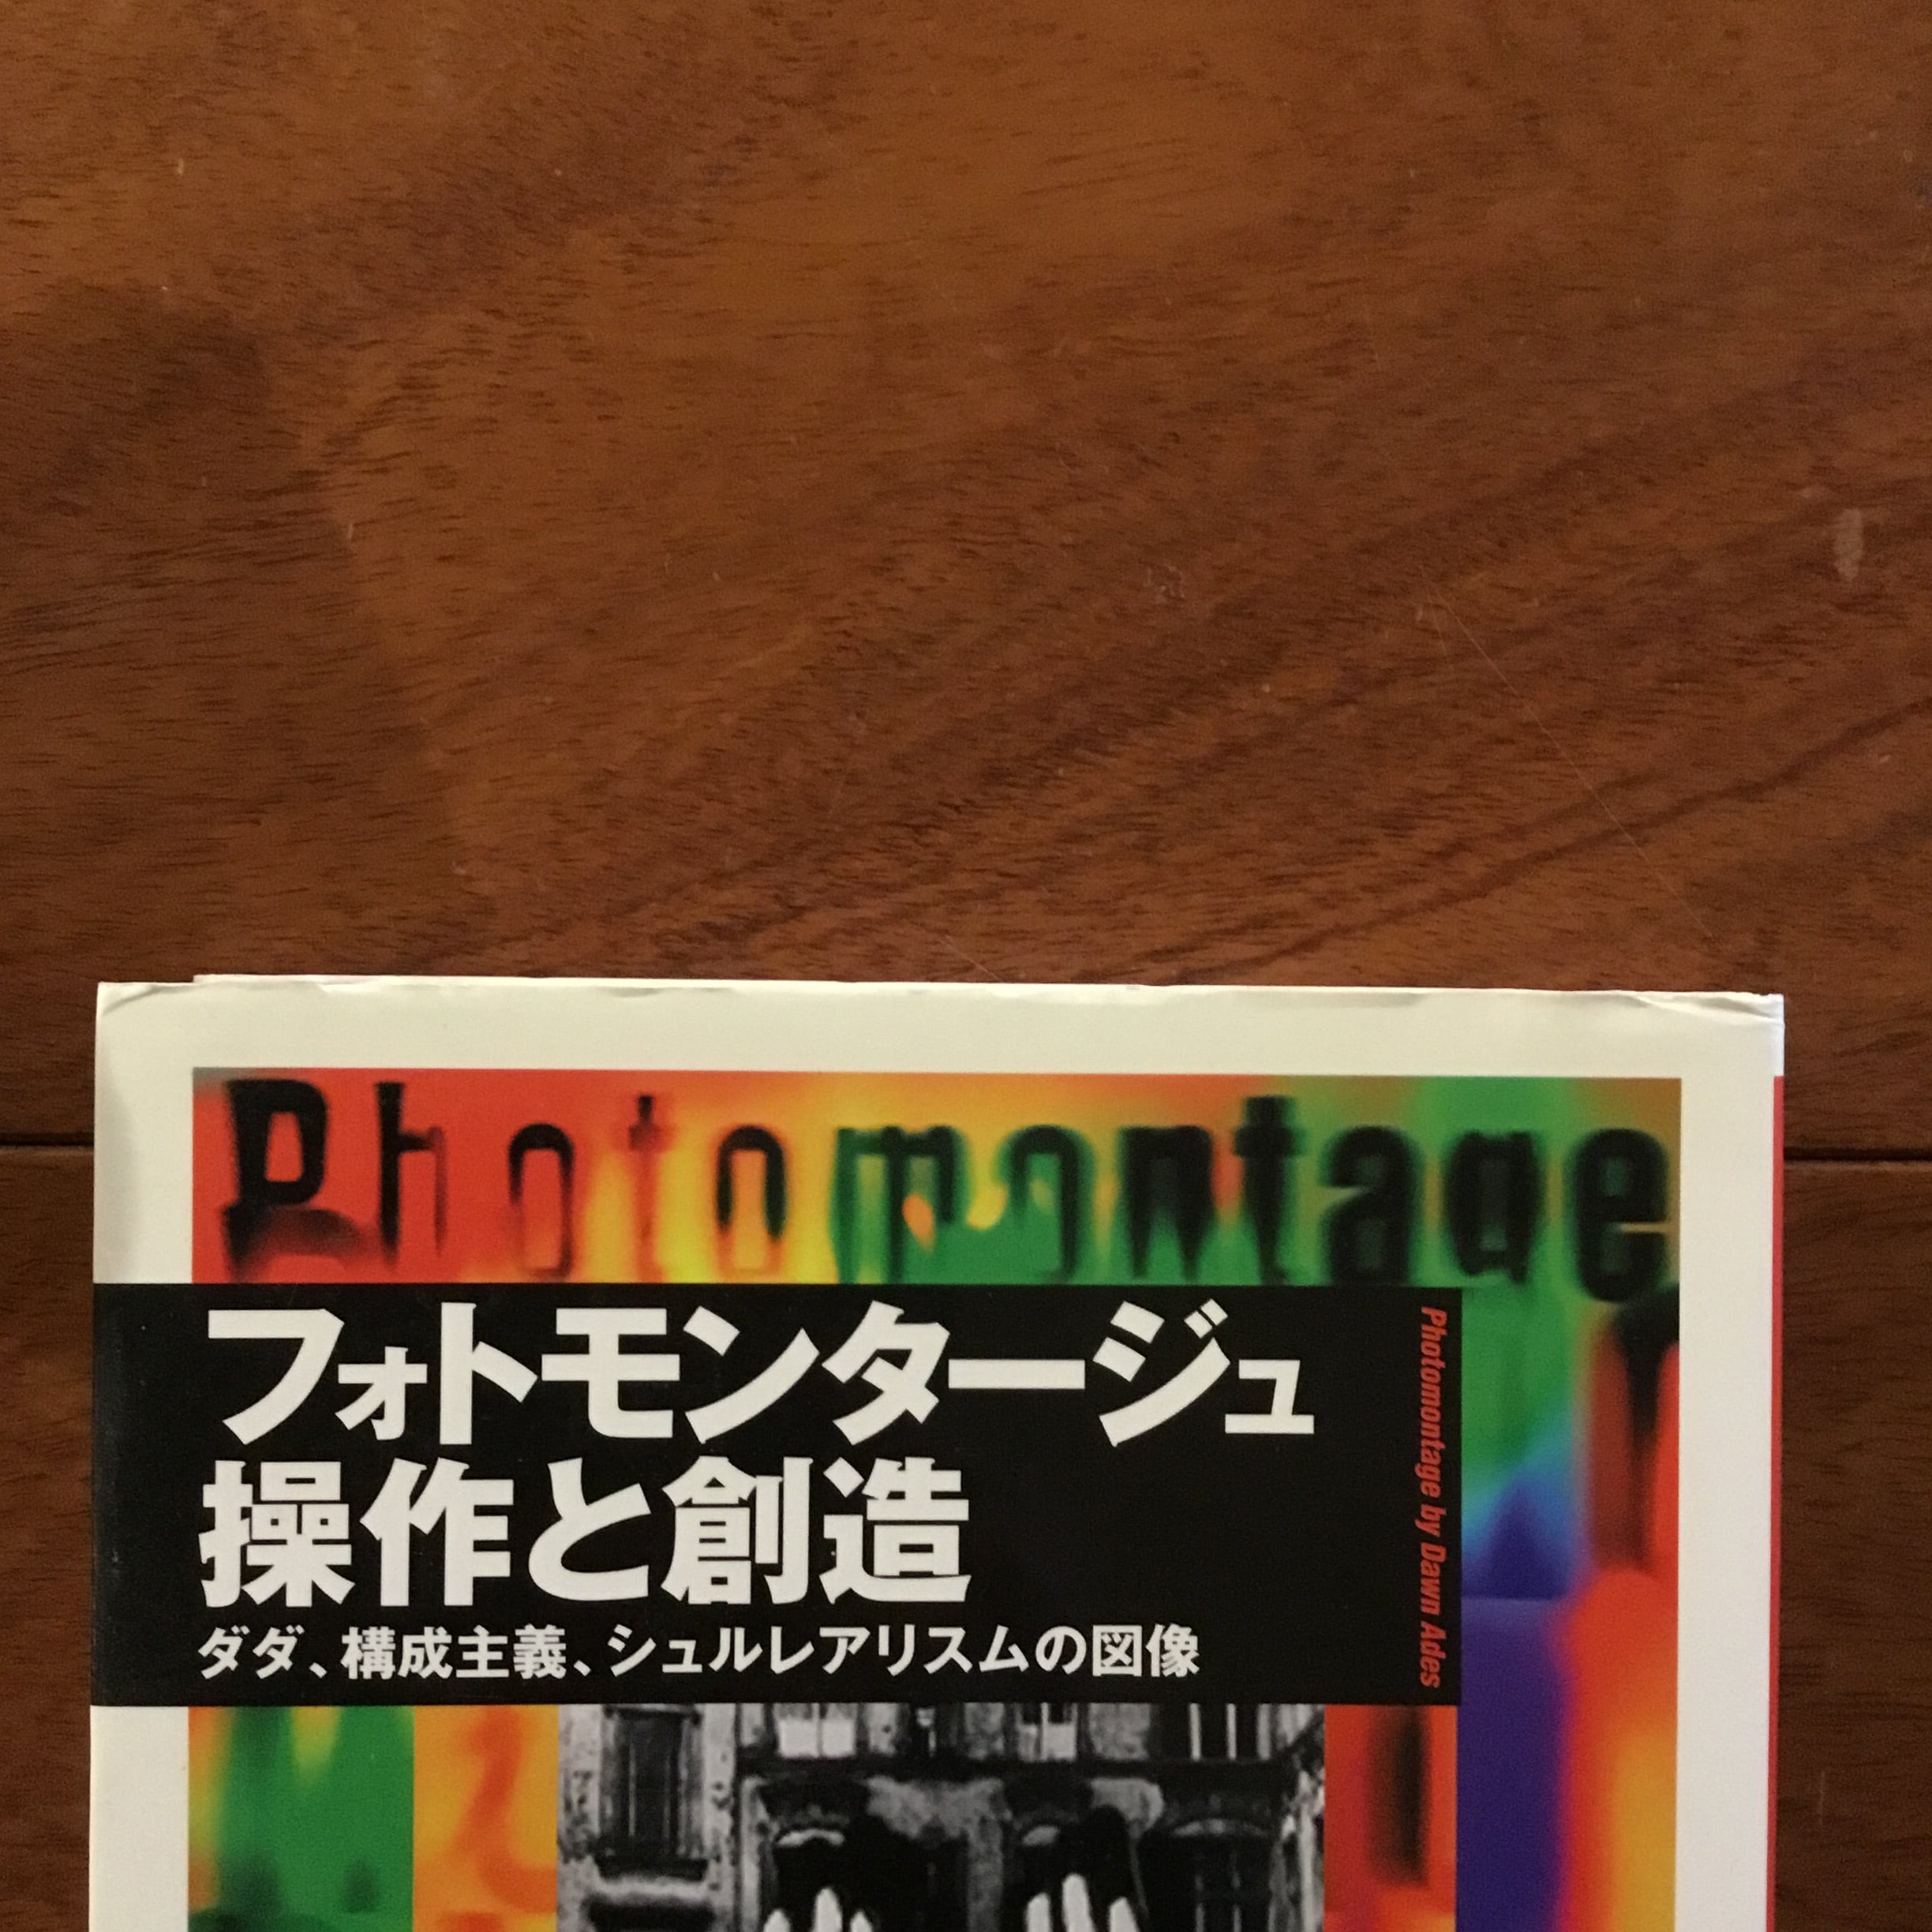 Photomontage
フォトモンタージュ
操作と創造
ダダ、構成主義、シュルレアリスムの図像
Photomontage by Dawn Ades